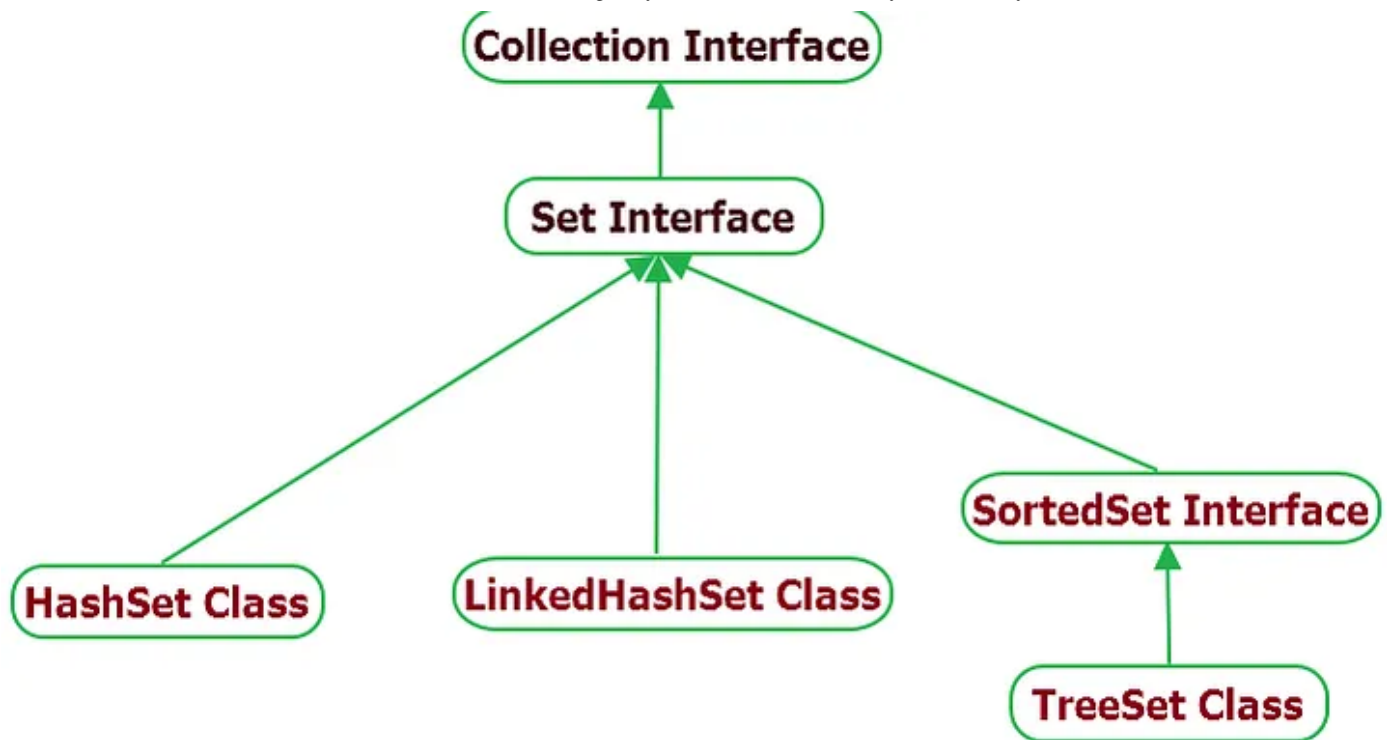 Collection Interface
Set Interface
SortedSet Interface
HashSet Class
LinkedHashSet Class
TreeSet Class